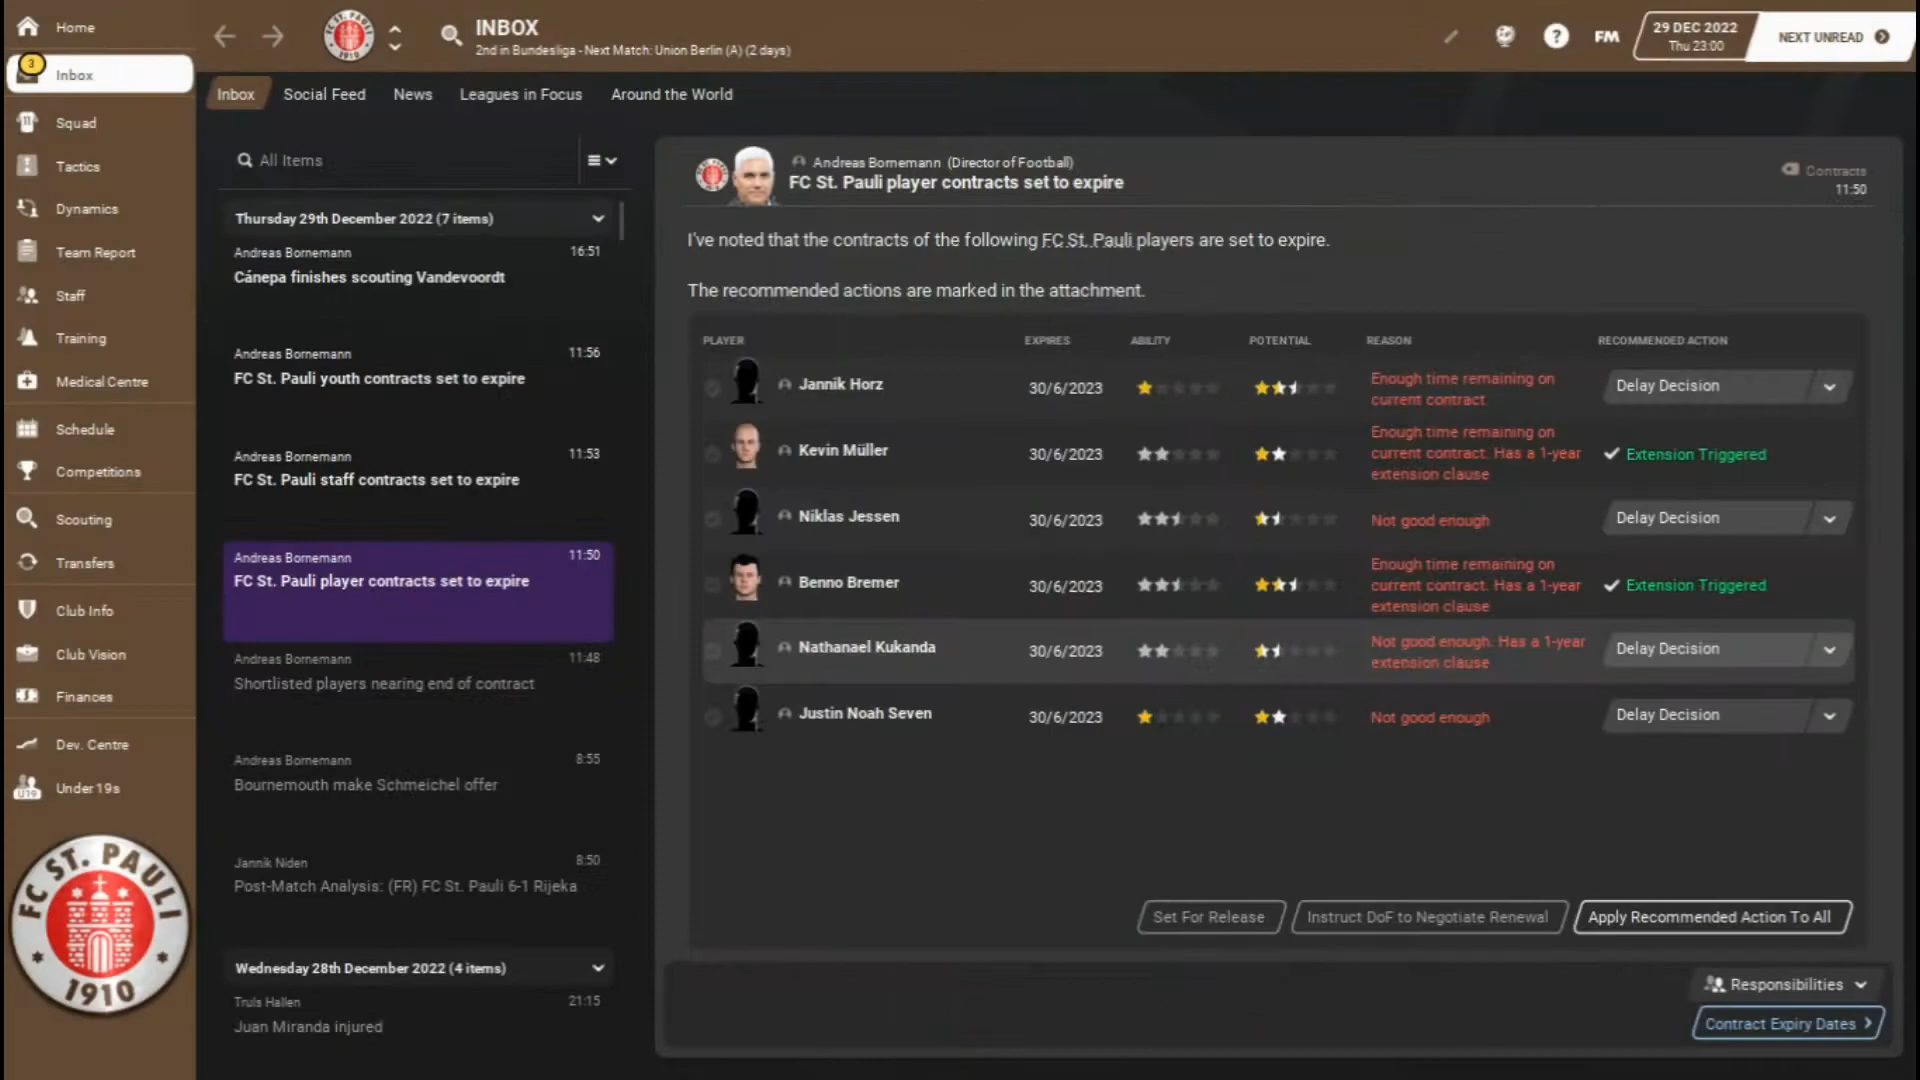 Home
3
Inbox
Squad
Tactics
Dynamics
Team Report
Staff
Training
Medical Centre
Schedule
Competitions
Scouting
Transfers
Club Info
Club Vision
Finances
Dev. Centre
U19
Under 19s
FC ST. PAULI
1910
FC ST. PAULI
1910
INBOX
2nd in Bundesliga - Next Match: Union Berlin (A) (2 days)
?
FM
29 DEC 2022
Thu 23:00
NEXT UNREAD
Inbox
Social Feed
News
Leagues in Focus
Around the World
All Items
Thursday 29th December 2022 (7 items)
Andreas Bornemann 16:51
Cánepa finishes scouting Vandevoordt
Andreas Bornemann 11:56
FC St. Pauli youth contracts set to expire
Andreas Bornemann 11:53
FC St. Pauli staff contracts set to expire
Andreas Bornemann 11:50
FC St. Pauli player contracts set to expire
Andreas Bornemann 11:48
Shortlisted players nearing end of contract
Andreas Bornemann 8:55
Bournemouth make Schmeichel offer
Jannik Niden 8:50
Post-Match Analysis: (FR) FC St. Pauli 6-1 Rijeka
Wednesday 28th December 2022 (4 items)
Truls Hallen 21:15
Juan Miranda injured
Andreas Bornemann (Director of Football)
FC St. Pauli player contracts set to expire
Contracts
11:50
I've noted that the contracts of the following FC St. Pauli players are set to expire.
The recommended actions are marked in the attachment.
PLAYER EXPIRES ABILITY POTENTIAL REASON RECOMMENDED ACTION
Jannik Horz 30/6/2023 Enough time remaining on
current contract Delay Decision
Kevin Müller 30/6/2023 Enough time remaining on
current contract. Has a 1-year
extension clause Extension Triggered
Niklas Jessen 30/6/2023 Not good enough Delay Decision
Benno Bremer 30/6/2023 Enough time remaining on
current contract. Has a 1-year
extension clause Extension Triggered
Nathanael Kukanda 30/6/2023 Not good enough. Has a 1-year
extension clause Delay Decision
Justin Noah Seven 30/6/2023 Not good enough Delay Decision
Set For Release
Instruct DoF to Negotiate Renewal
Apply Recommended Action To All
Responsibilities
Contract Expiry Dates